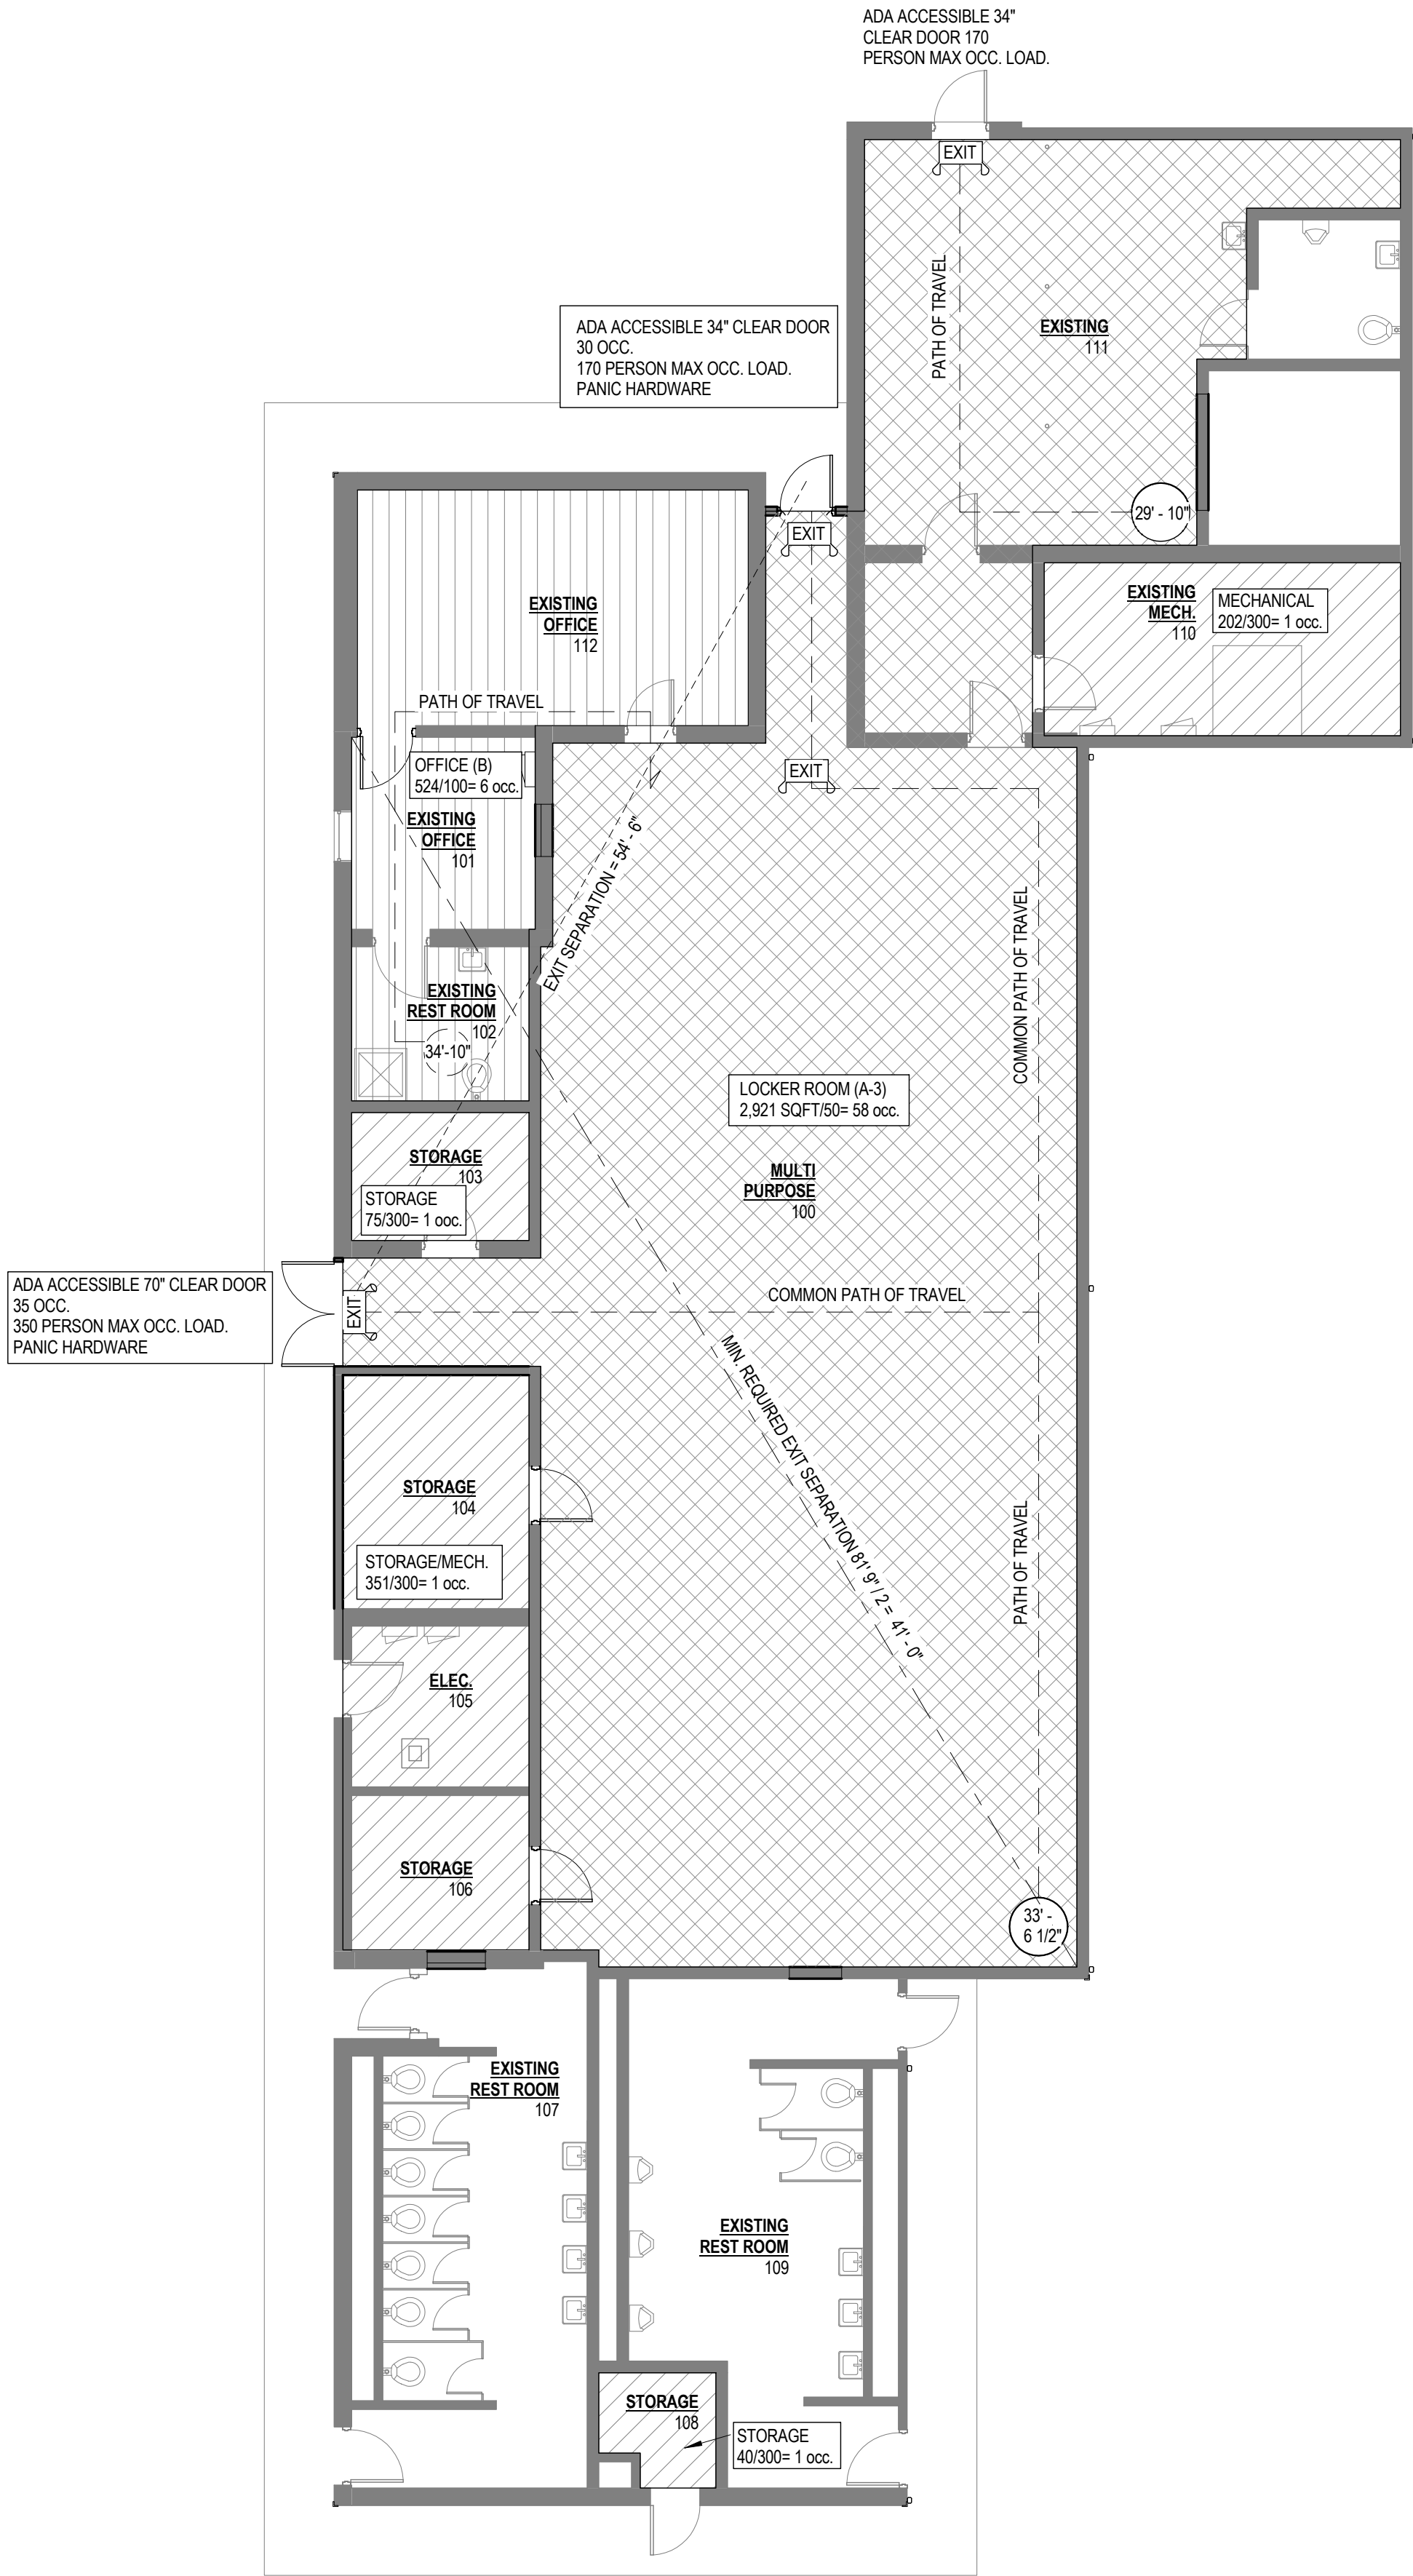 ADA ACCESSIBLE 34"
CLEAR DOOR 170
PERSON MAX OCC. LOAD.
EXIT
PATH OF TRAVEL
EXISTING
111
ADA ACCESSIBLE 34" CLEAR DOOR
30 OCC.
170 PERSON MAX OCC. LOAD.
PANIC HARDWARE
29' - 10"
EXIT
EXISTING
OFFICE
112
EXISTING
MECH.
110
MECHANICAL
202/300= 1 occ.
PATH OF TRAVEL
OFFICE (B)
524/100= 6 occ.
EXIT
EXISTING
OFFICE
101
EXIT SEPARATION = 54' - 6"
COMMON PATH OF TRAVEL
EXISTING
REST ROOM
102
34'-10"
LOCKER ROOM (A-3)
2,921 SQFT/50= 58 occ.
STORAGE
103
STORAGE
75/300= 1 ooc.
MULTI
PURPOSE
100
ADA ACCESSIBLE 70" CLEAR DOOR
35 OCC.
350 PERSON MAX OCC. LOAD.
PANIC HARDWARE
EXIT
COMMON PATH OF TRAVEL
MIN. REQUIRED EXIT SEPARATION 81' 9" / 2 = 41' - 0"
STORAGE
104
STORAGE/MECH.
351/300= 1 occ.
PATH OF TRAVEL
ELEC.
105
STORAGE
106
33' -
6 1/2"
EXISTING
REST ROOM
107
EXISTING
REST ROOM
109
STORAGE
108
STORAGE
40/300= 1 occ.